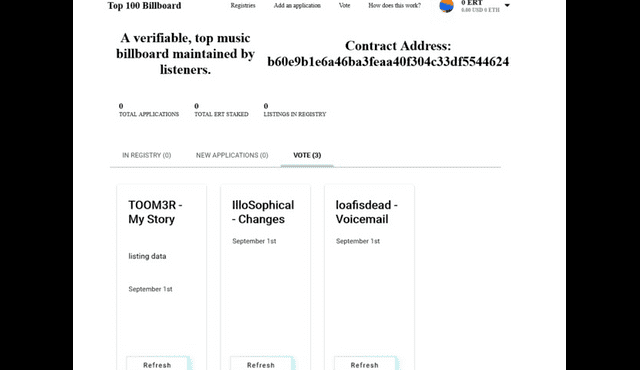 Top 100 Billboard
Registries
Add an application
Vote
How does this work?
0 ERT
0.00 USD 0 ETH
A verifiable, top music
billboard maintained by
listeners.
Contract Address:
b60e9b1e6a46ba3feaa40f304c33df5544624
0
TOTAL APPLICATIONS
0
TOTAL ERT STAKED
0
LISTINGS IN REGISTRY
IN REGISTRY (0)
NEW APPLICATIONS (0)
VOTE (3)
TOOM3R -
My Story
listing data
September 1st
Refresh
IlloSophical
- Changes
September 1st
Refresh
loafisdead -
Voicemail
September 1st
Refresh